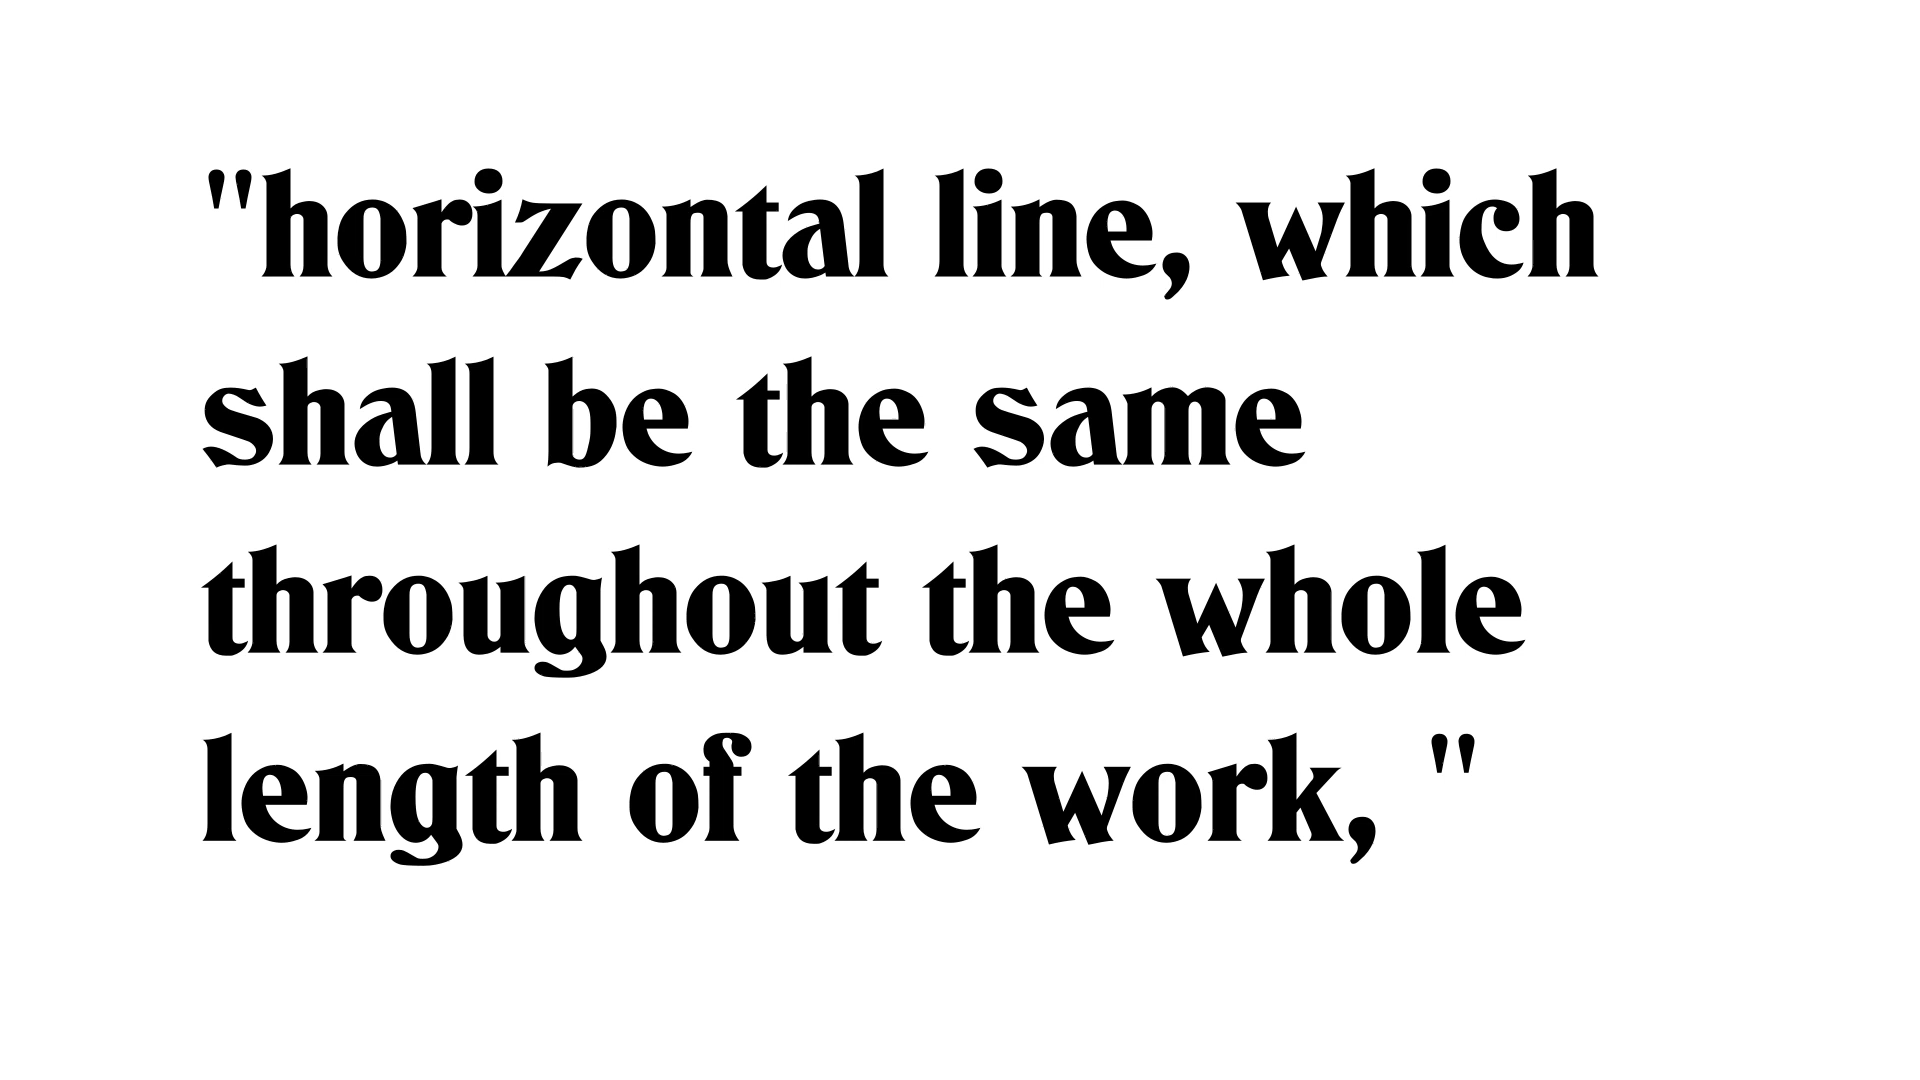 "horizontal line, which
shall be the same
throughout the whole
length of the work, "